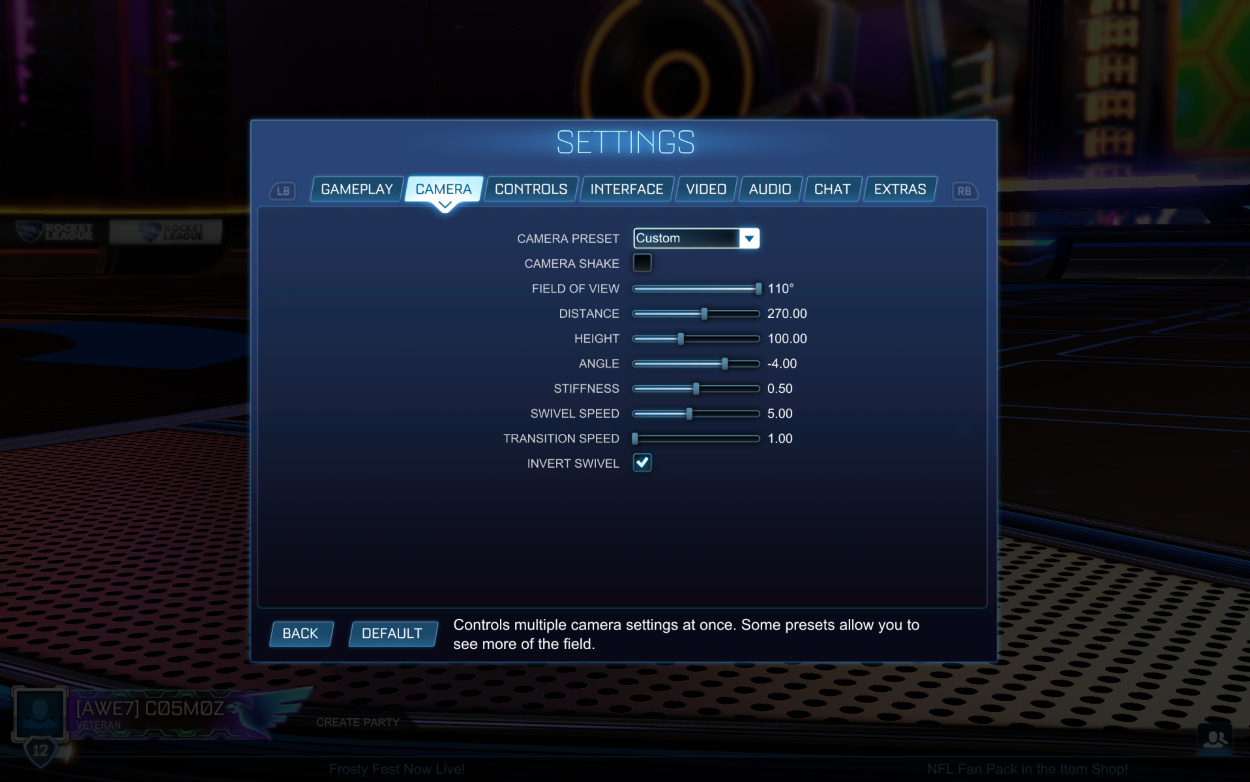 SETTINGS
LB GAMEPLAY CAMERA CONTROLS INTERFACE VIDEO AUDIO CHAT EXTRAS RB
ROCKET LEAGUE
ROCKET LEAGUE
CAMERA PRESET Custom
CAMERA SHAKE
FIELD OF VIEW 110°
DISTANCE 270.00
HEIGHT 100.00
ANGLE -4.00
STIFFNESS 0.50
SWIVEL SPEED 5.00
TRANSITION SPEED 1.00
INVERT SWIVEL
BACK DEFAULT
Controls multiple camera settings at once. Some presets allow you to
see more of the field.
[AWE7] C05M0Z
VETERAN
12
CREATE PARTY
Frosty Fest Now Live!
NFL Fan Pack in the Item Shop!